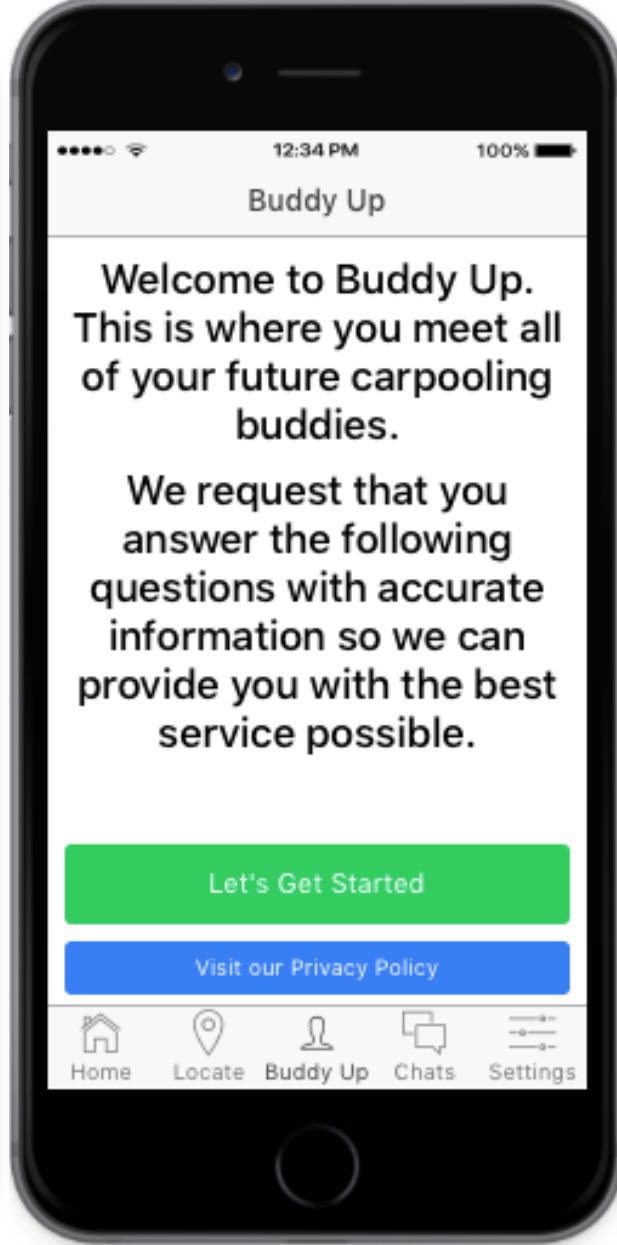 12:34 PM
100%
Buddy Up
Welcome to Buddy Up.
This is where you meet all
of your future carpooling
buddies.
We request that you
answer the following
questions with accurate
information so we can
provide you with the best
service possible.
Let's Get Started
Visit our Privacy Policy
Home Locate Buddy Up Chats Settings